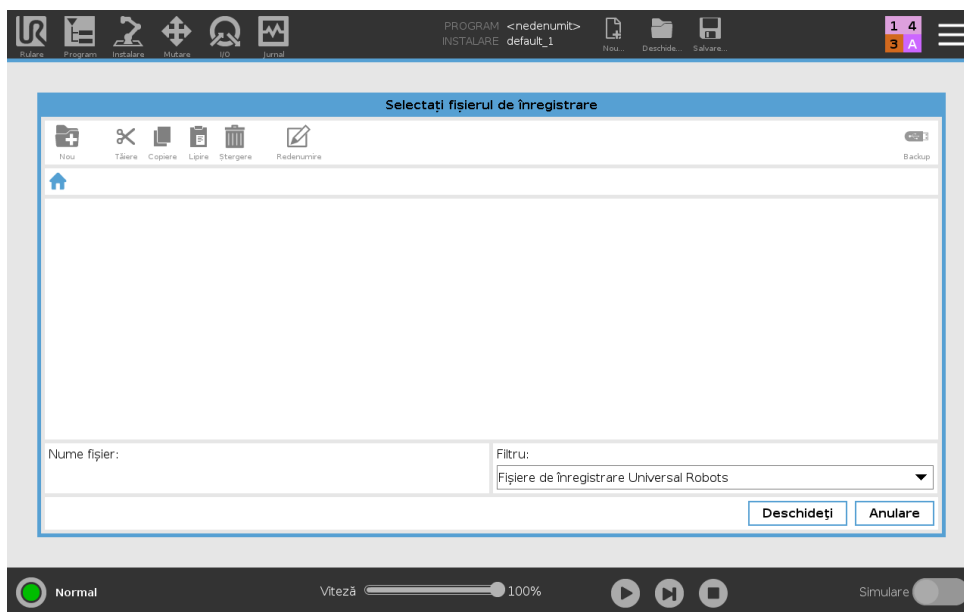 PROGRAM <nedenumit>
INSTALARE default_1
Rulare Program Instalare Mutare I/O Jurnal
Nou... Deschide... Salvare...
1 4
3 A
Selectați fișierul de înregistrare
Nou Tăiere Copiere Lipire Ștergere Redenumire Backup
Nume fișier:
Filtru:
Fișiere de înregistrare Universal Robots
Deschideți Anulare
Normal Viteză 100% Simulare